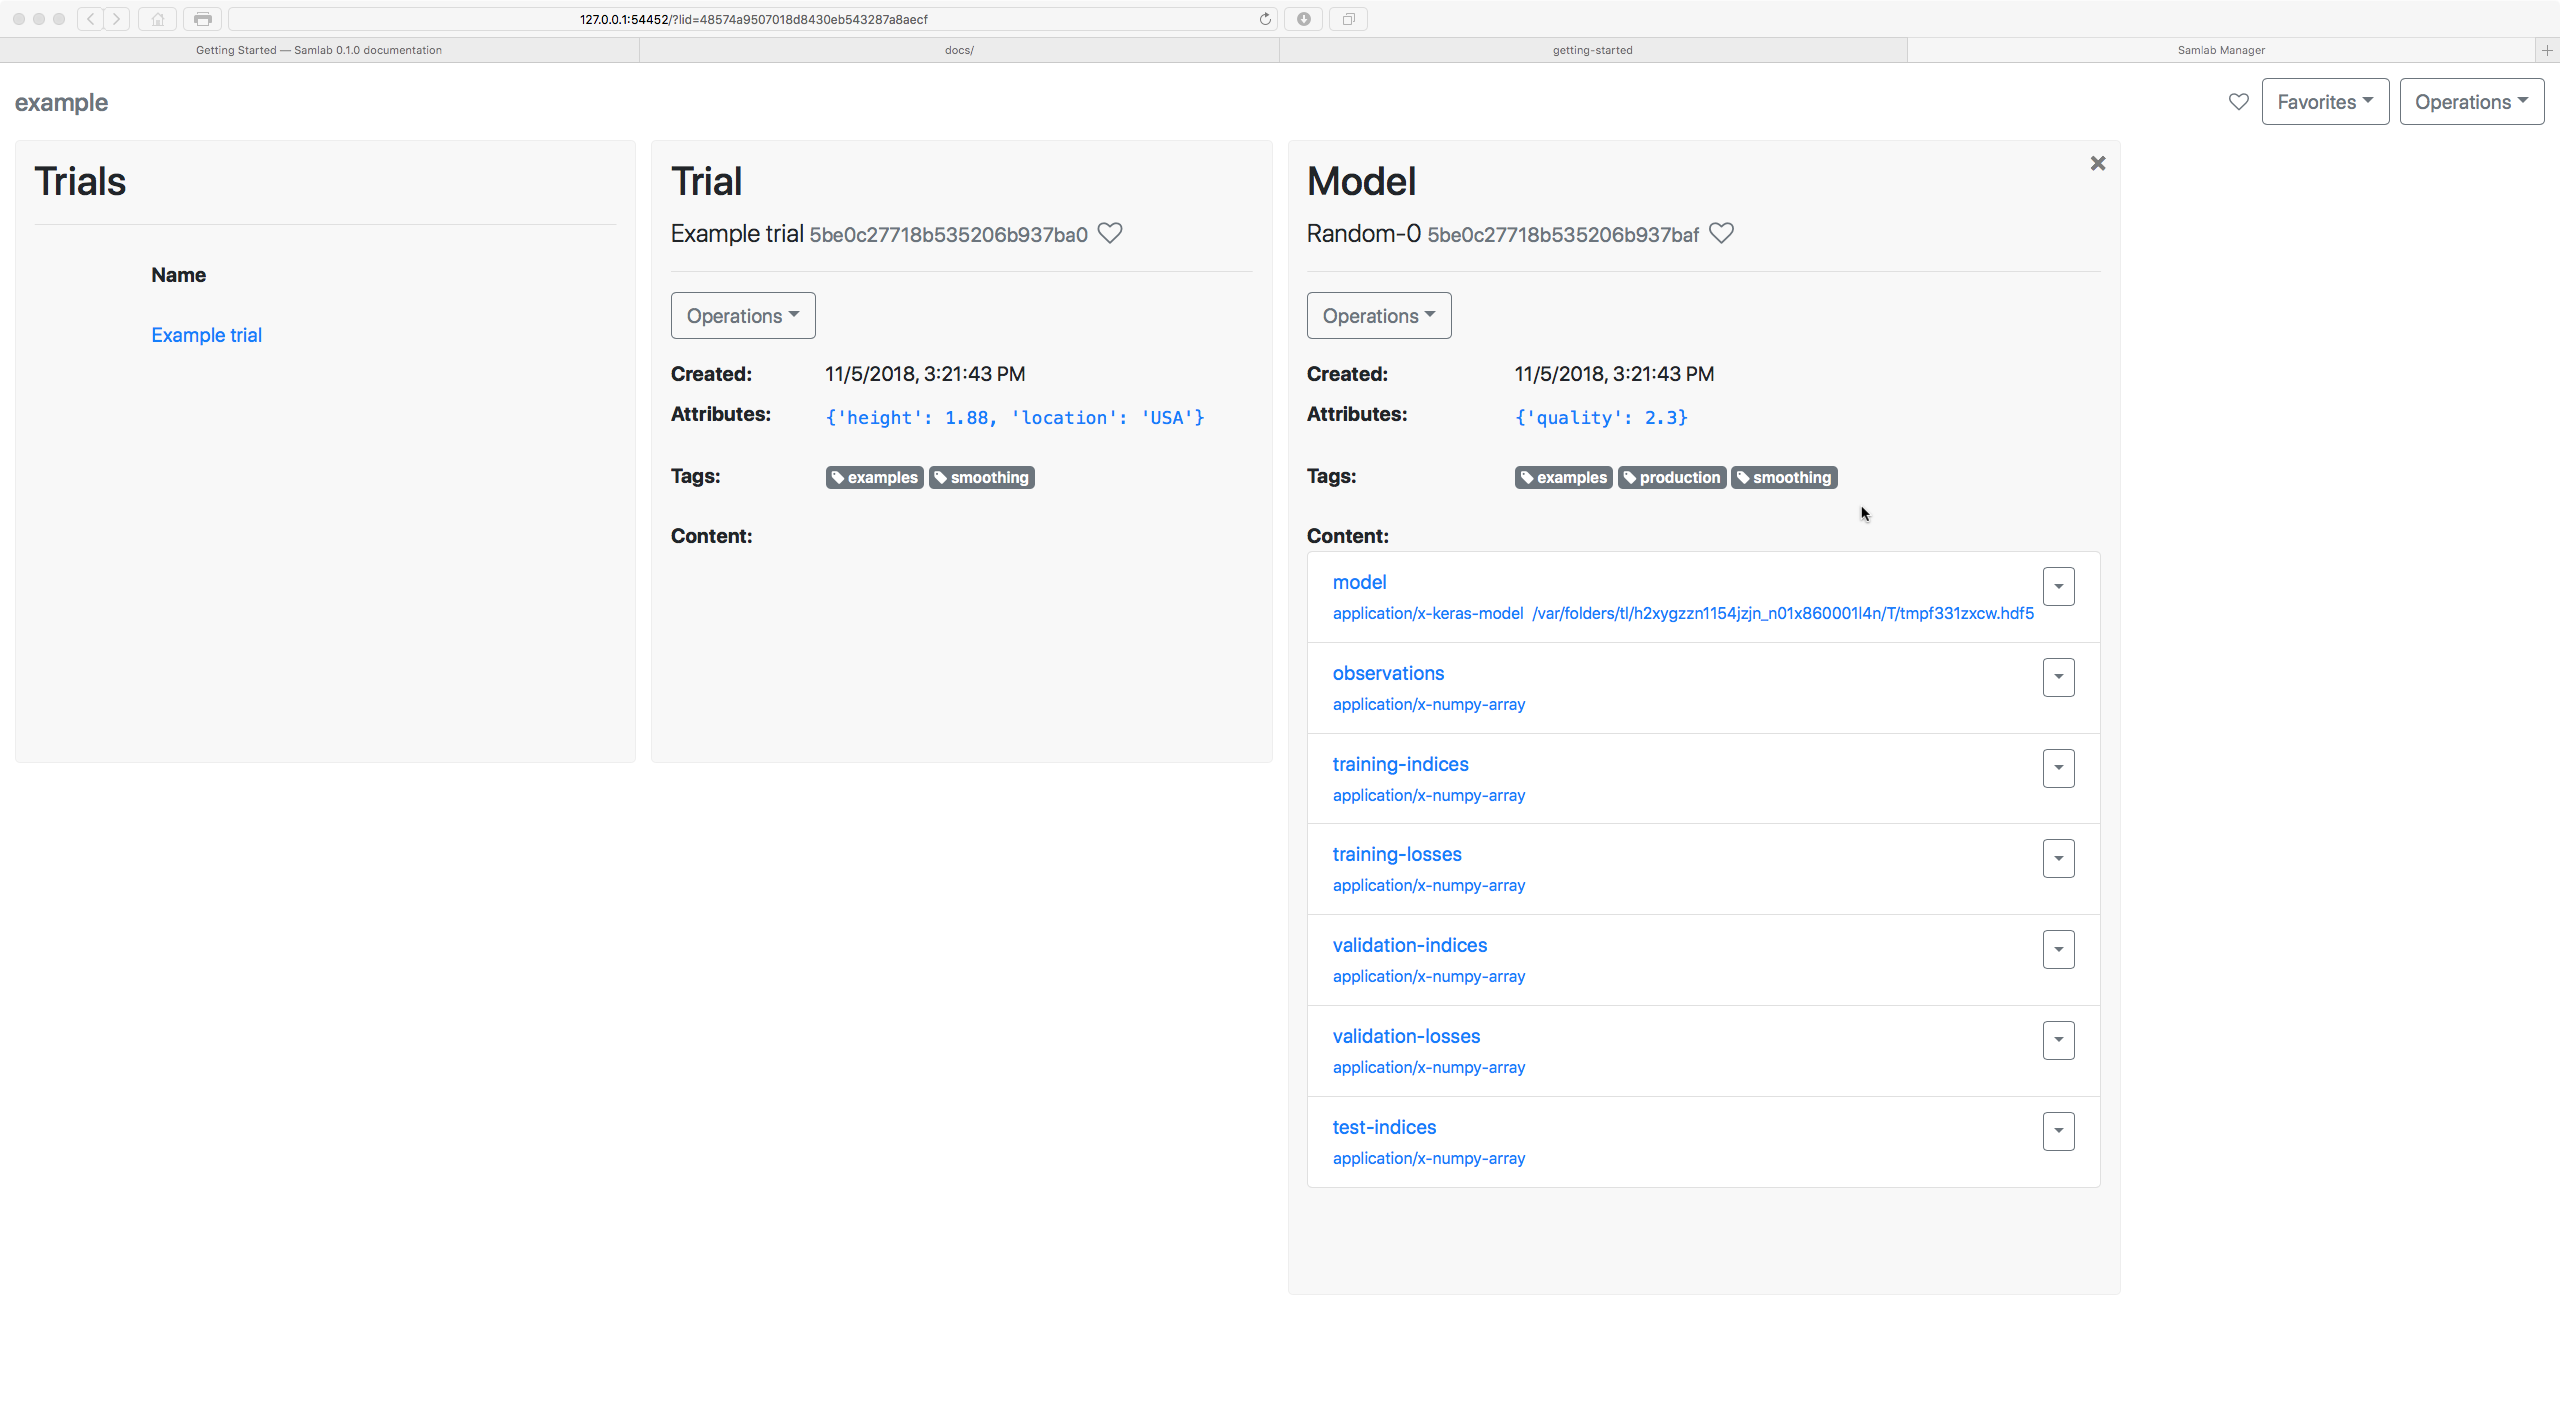 127.0.0.1:54452/?lid=48574a9507018d8430eb543287a8aecf
Getting Started — Samlab 0.1.0 documentation
docs/
getting-started
Samlab Manager
example
Favorites
Operations
Trials
Name
Example trial
Trial
Example trial 5be0c27718b535206b937ba0
Operations
Created: 11/5/2018, 3:21:43 PM
Attributes: {'height': 1.88, 'location': 'USA'}
Tags: examples smoothing
Content:
Model
Random-0 5be0c27718b535206b937baf
Operations
Created: 11/5/2018, 3:21:43 PM
Attributes: {'quality': 2.3}
Tags: examples production smoothing
Content:
model
application/x-keras-model /var/folders/tl/h2xygzzn1154jzjn_n01x860001l4n/T/tmpf331zxcw.hdf5
observations
application/x-numpy-array
training-indices
application/x-numpy-array
training-losses
application/x-numpy-array
validation-indices
application/x-numpy-array
validation-losses
application/x-numpy-array
test-indices
application/x-numpy-array